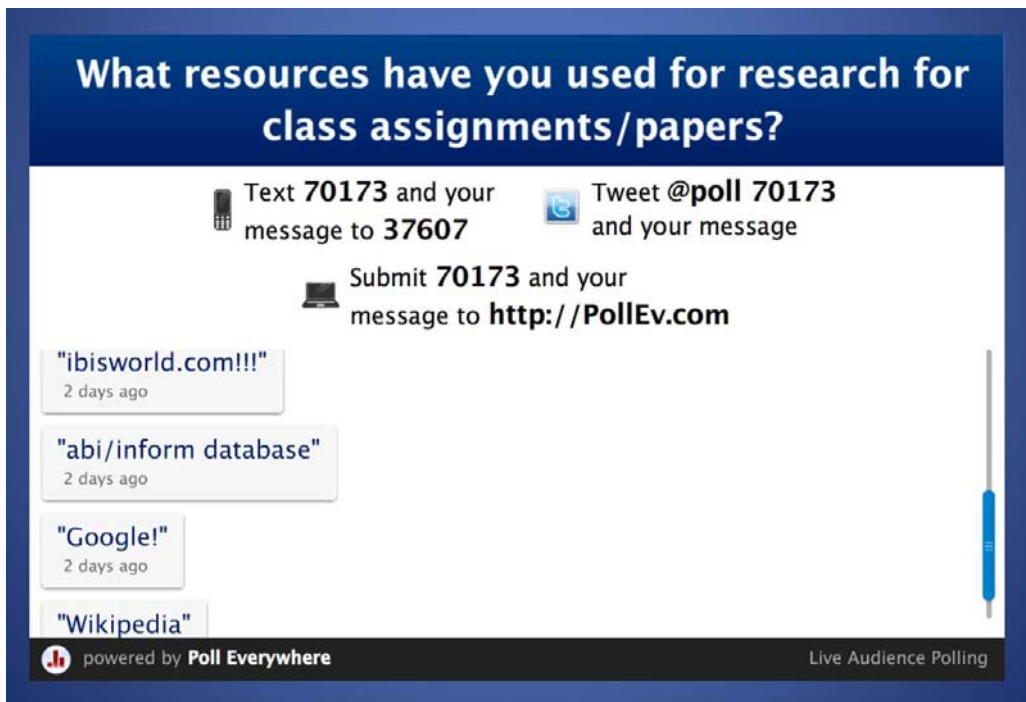 What resources have you used for research for
class assignments/papers?
Text 70173 and your
message to 37607
Tweet @poll 70173
and your message
Submit 70173 and your
message to http://PollEv.com
"ibisworld.com!!!"
2 days ago
"abi/inform database"
2 days ago
"Google!"
2 days ago
"Wikipedia"
powered by Poll Everywhere
Live Audience Polling